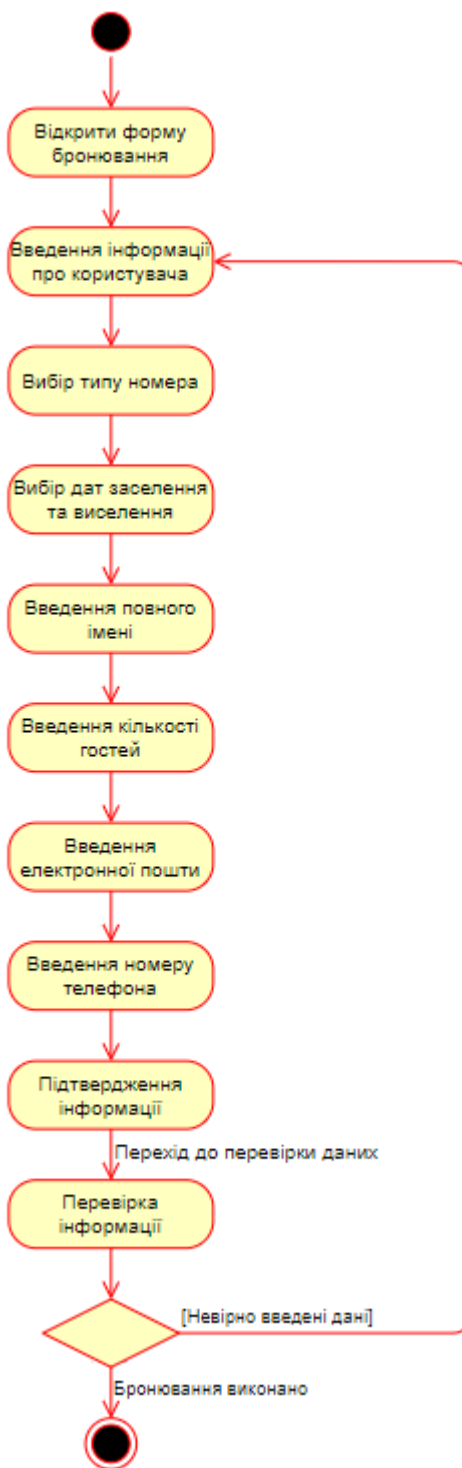 Відкрити форму
бронювання
Введення інформації
про користувача
Вибір типу номера
Вибір дат заселення
та виселення
Введення повного
імені
Введення кількості
гостей
Введення
електронної пошти
Введення номеру
телефона
Підтвердження
інформації
Перехід до перевірки даних
Перевірка
інформації
[Невірно введені дані]
Бронювання виконано